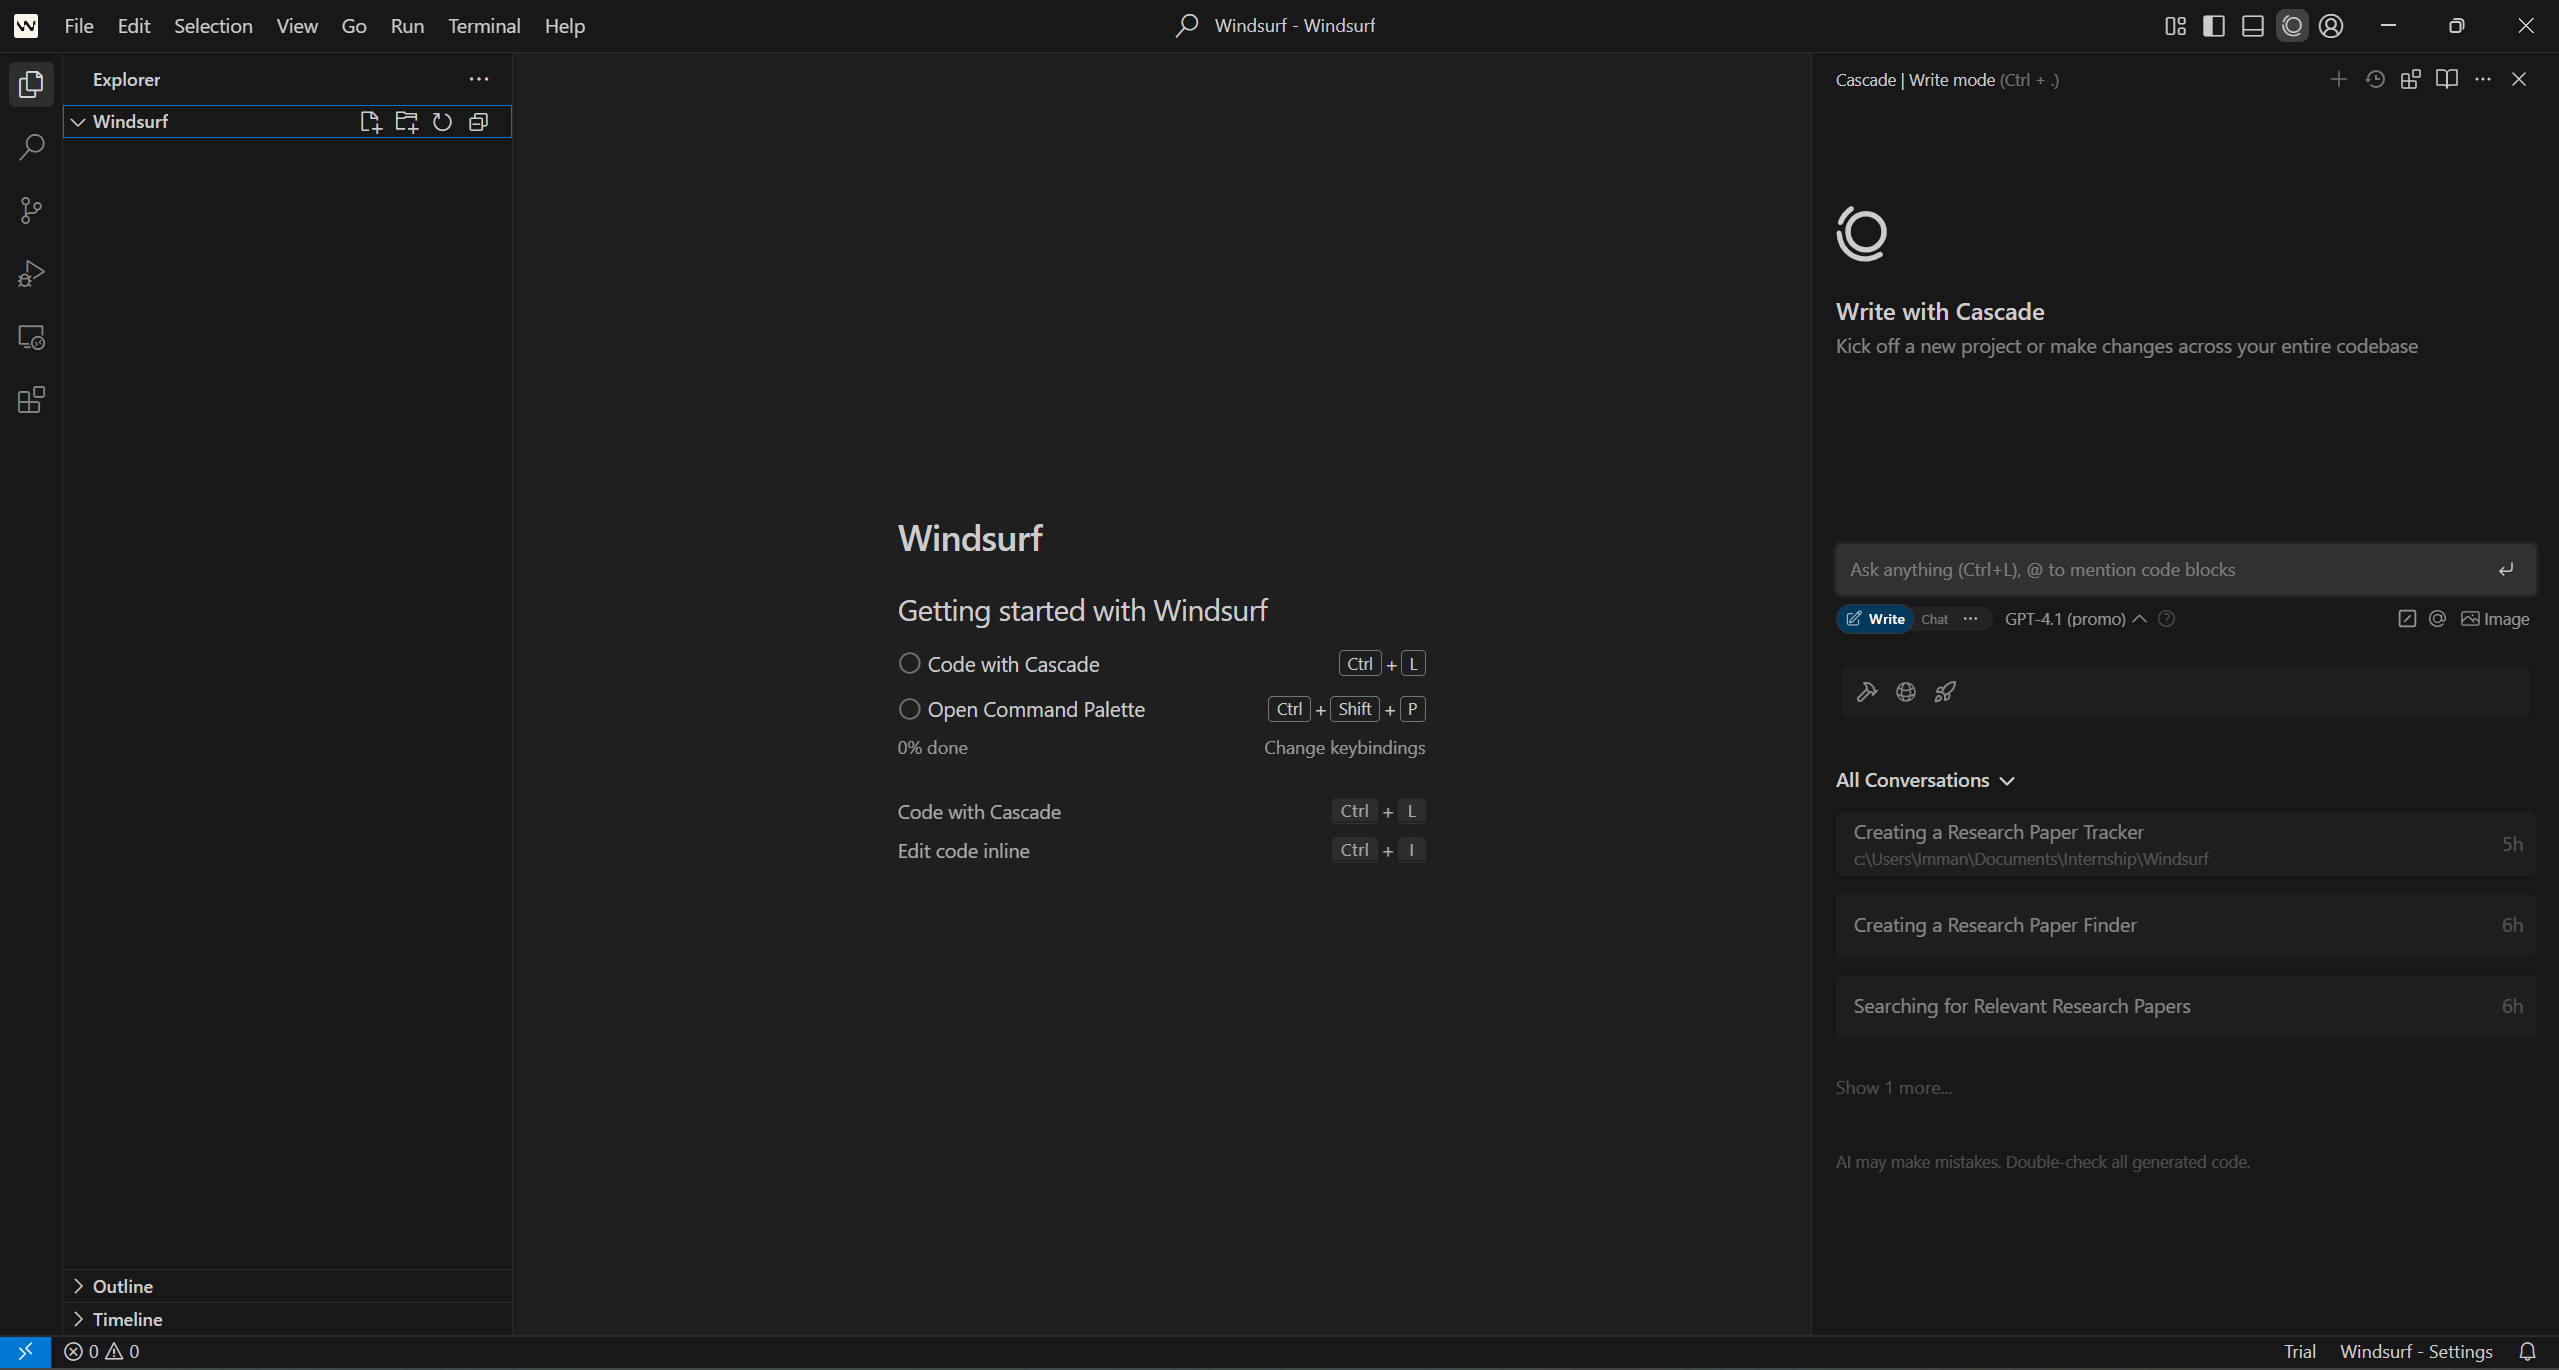 File Edit Selection View Go Run Terminal Help
Windsurf - Windsurf
Explorer
Windsurf
Outline
Timeline
Windsurf
Getting started with Windsurf
Code with Cascade Ctrl + L
Open Command Palette Ctrl + Shift + P
0% done Change keybindings
Code with Cascade Ctrl + L
Edit code inline Ctrl + I
Cascade | Write mode (Ctrl + .)
Write with Cascade
Kick off a new project or make changes across your entire codebase
Ask anything (Ctrl+L), @ to mention code blocks
Write Chat ... GPT-4.1 (promo) Image
All Conversations
Creating a Research Paper Tracker 5h
c:\Users\Imman\Documents\Internship\Windsurf
Creating a Research Paper Finder 6h
Searching for Relevant Research Papers 6h
Show 1 more...
AI may make mistakes. Double-check all generated code.
0 0 Trial Windsurf - Settings